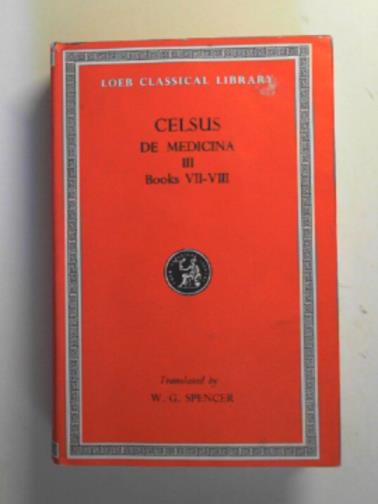 LOEB CLASSICAL LIBRARY
CELSUS
DE MEDICINA
III
Books VII-VIII
Translated by
W. G. SPENCER